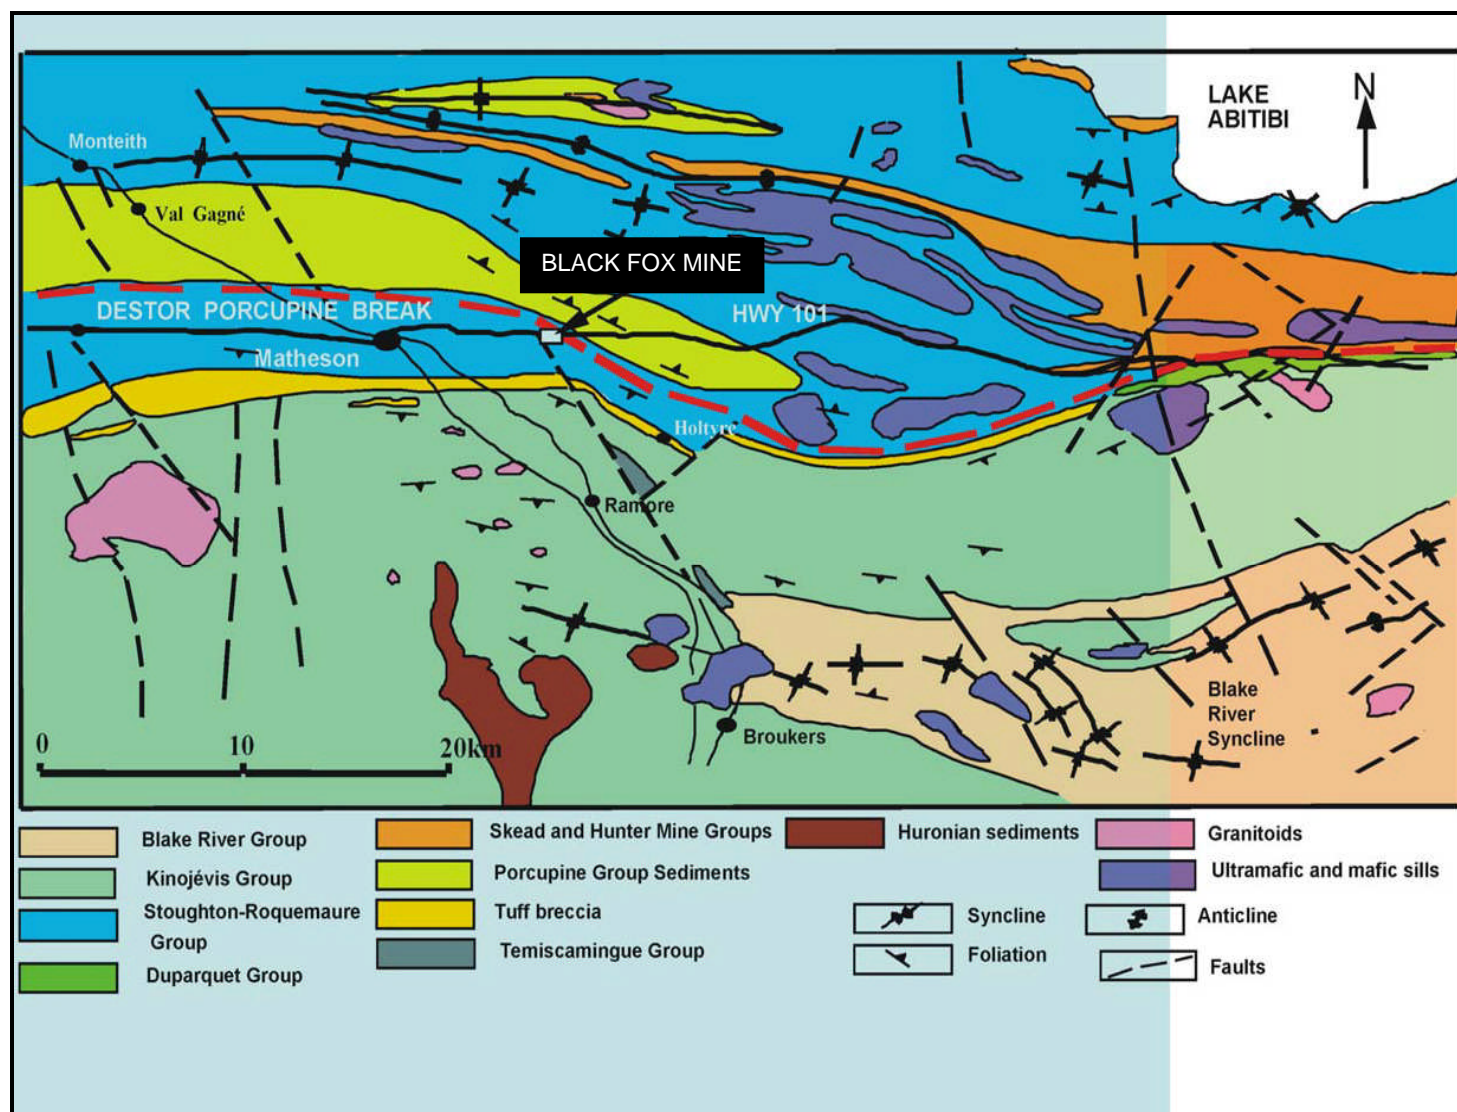 LAKE
ABITIBI
N
Monteith
Val Gagné
BLACK FOX MINE
DESTOR PORCUPINE BREAK
HWY 101
Matheson
Holtyre
Ramore
Blake
River
Syncline
Broukers
0 10 20km
Blake River Group
Kinojévis Group
Stoughton-Roquemaure
Group
Duparquet Group
Skead and Hunter Mine Groups
Porcupine Group Sediments
Tuff breccia
Temiscamingue Group
Huronian sediments
Granitoids
Ultramafic and mafic sills
Syncline
Anticline
Foliation
Faults